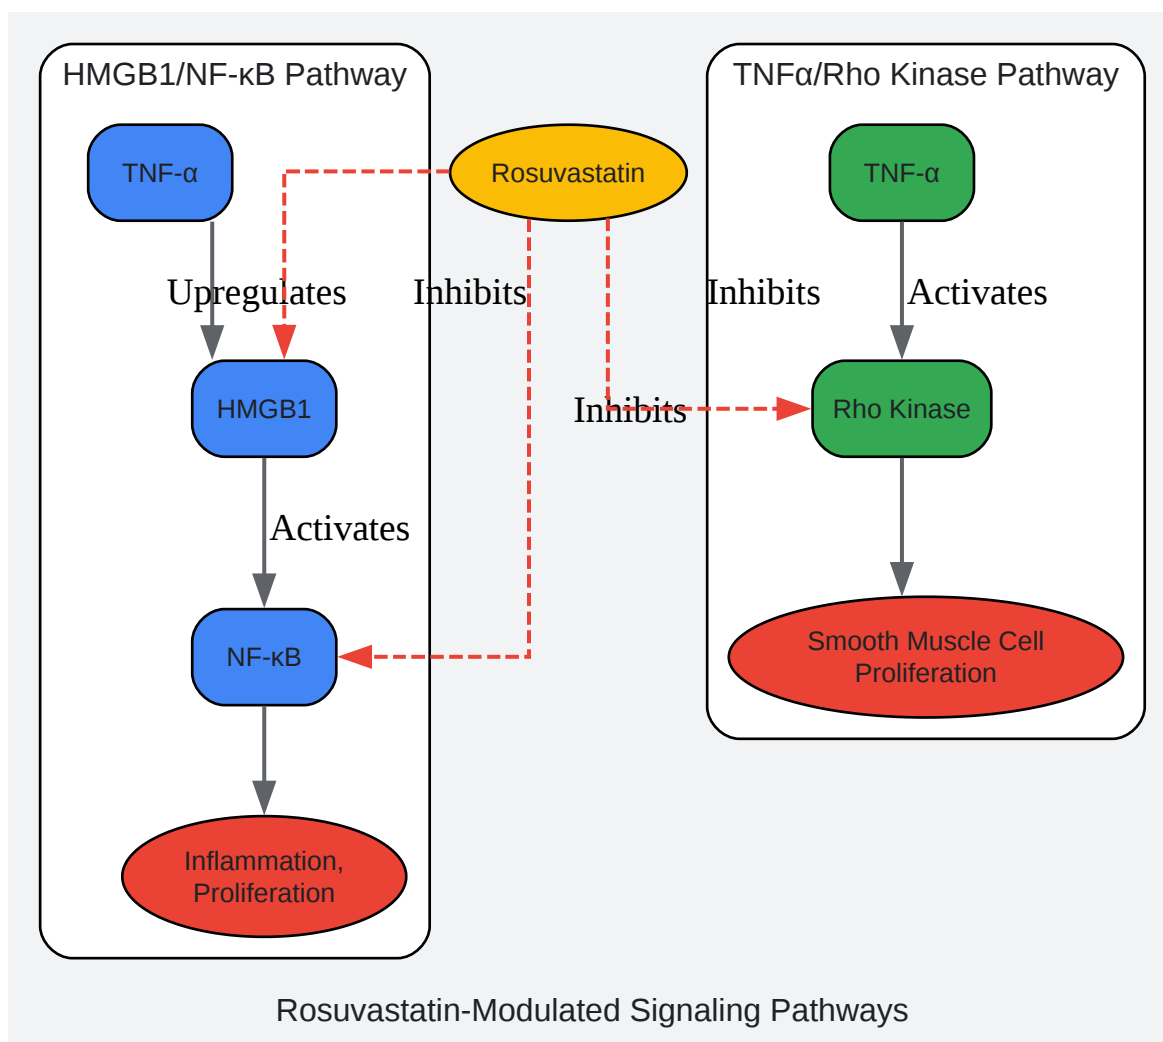 HMGB1/NF-κB Pathway
TNFα/Rho Kinase Pathway
TNF-α
Rosuvastatin
TNF-α
Upregulates
Inhibits
Inhibits
Activates
HMGB1
Inhibits
Rho Kinase
Activates
NF-κB
Smooth Muscle Cell
Proliferation
Inflammation,
Proliferation
Rosuvastatin-Modulated Signaling Pathways